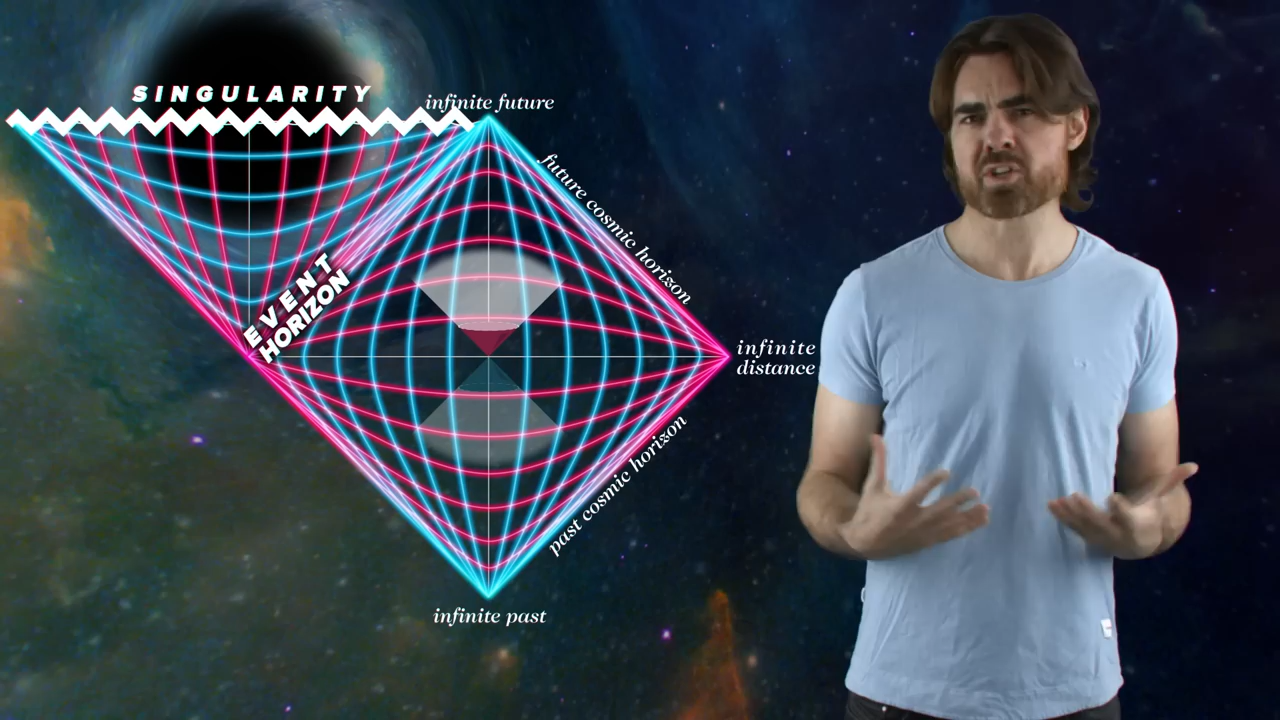 SINGULARITY
infinite future
future cosmic horizon
EVENT
HORIZON
infinite
distance
past cosmic horizon
infinite past